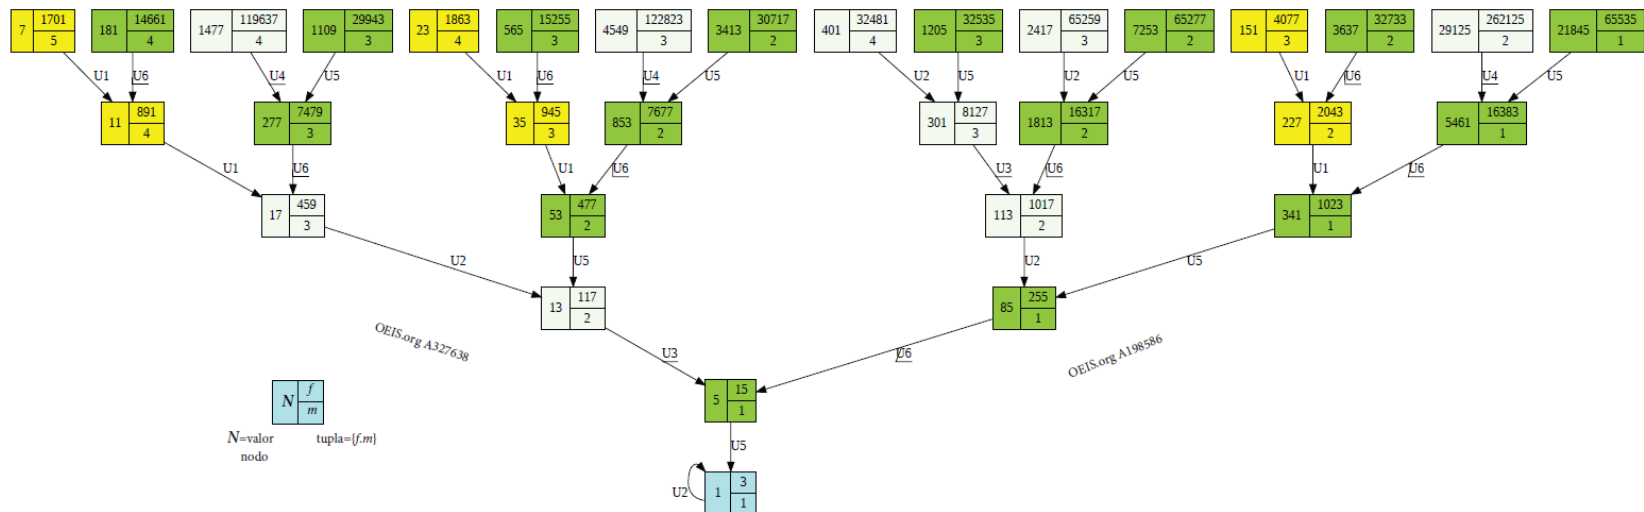 7 1701 5
181 14661 4
1477 119637 4
1109 29943 3
23 1863 4
565 15255 3
4549 122823 3
3413 30717 2
401 32481 4
1205 32535 3
2417 65259 3
7253 65277 2
151 4077 3
3637 32733 2
29125 262125 2
21845 65535 1
U1 U6 U4 U5 U1 U6 U4 U5 U2 U5 U2 U5 U1 U6 U4 U5
11 891 4
277 7479 3
35 945 3
853 7677 2
301 8127 3
1813 16317 2
227 2043 2
5461 16383 1
U1 U6 U1 U6 U3 U6 U1 U6
17 459 3
53 477 2
113 1017 2
341 1023 1
U2 U5 U2 U5
13 117 2
85 255 1
OEIS.org A327638
OEIS.org A198586
U3 U6
N f m
5 15 1
N=valor nodo
tupla={f.m}
U5
U2
1 3 1